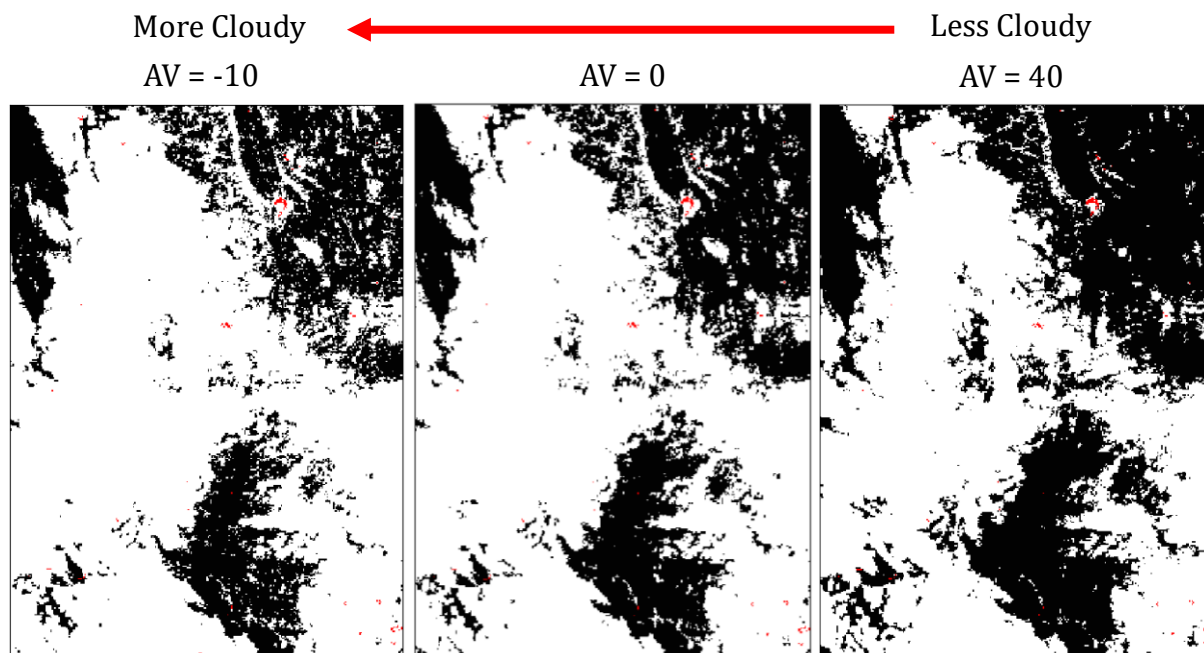 More Cloudy
Less Cloudy
AV = -10
AV = 0
AV = 40